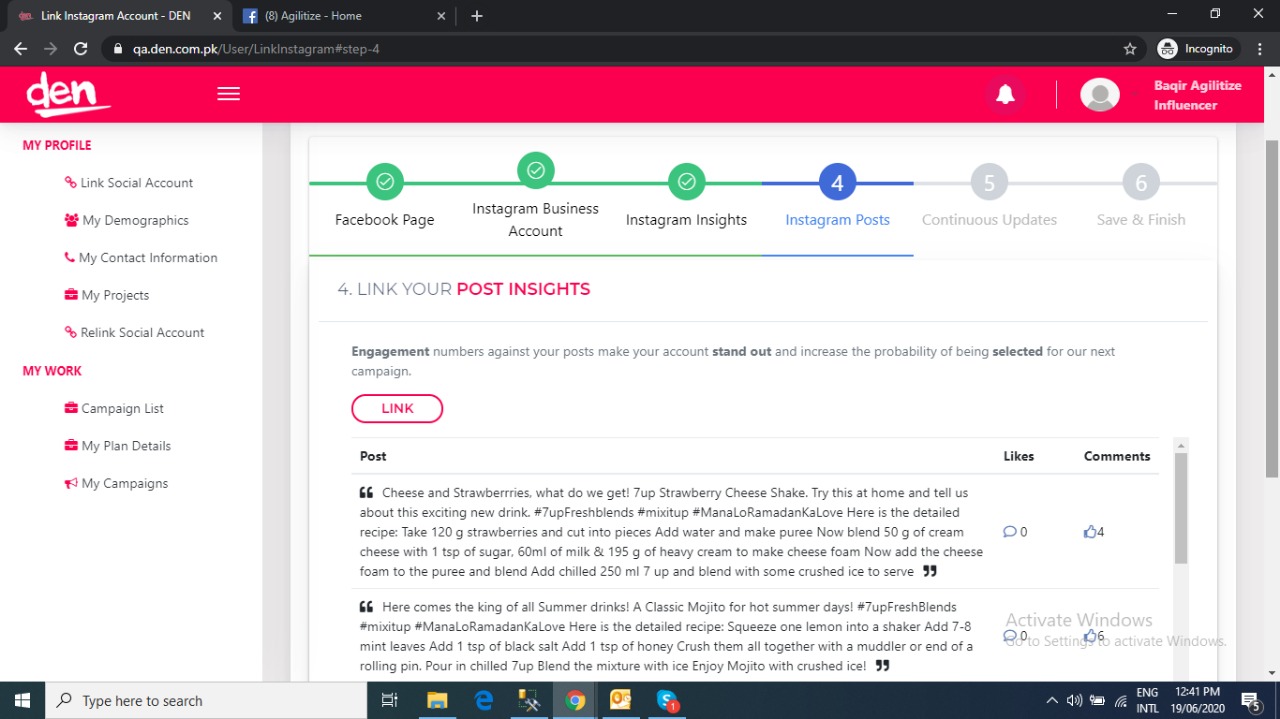 Link Instagram Account - DEN
(8) Agilitize - Home
qa.den.com.pk/User/LinkInstagram#step-4
Incognito
den
Baqir Agilitize
Influencer
MY PROFILE
Link Social Account
My Demographics
My Contact Information
My Projects
Relink Social Account
MY WORK
Campaign List
My Plan Details
My Campaigns
Facebook Page
Instagram Business
Account
Instagram Insights
4
Instagram Posts
5
Continuous Updates
6
Save & Finish
4. LINK YOUR POST INSIGHTS
Engagement numbers against your posts make your account stand out and increase the probability of being selected for our next
campaign.
LINK
Post Likes Comments
Cheese and Strawberrries, what do we get! 7up Strawberry Cheese Shake. Try this at home and tell us
about this exciting new drink. #7upFreshblends #mixitup #ManaLoRamadanKaLove Here is the detailed
recipe: Take 120 g strawberries and cut into pieces Add water and make puree Now blend 50 g of cream
cheese with 1 tsp of sugar, 60ml of milk & 195 g of heavy cream to make cheese foam Now add the cheese
foam to the puree and blend Add chilled 250 ml 7 up and blend with some crushed ice to serve
0 4
Here comes the king of all Summer drinks! A Classic Mojito for hot summer days! #7upFreshBlends
#mixitup #ManaLoRamadanKaLove Here is the detailed recipe: Squeeze one lemon into a shaker Add 7-8
mint leaves Add 1 tsp of black salt Add 1 tsp of honey Crush them all together with a muddler or end of a
rolling pin. Pour in chilled 7up Blend the mixture with ice Enjoy Mojito with crushed ice!
0 6
Activate Windows
Go to Settings to activate Windows.
Type here to search
1
ENG
INTL
12:41 PM
19/06/2020
5